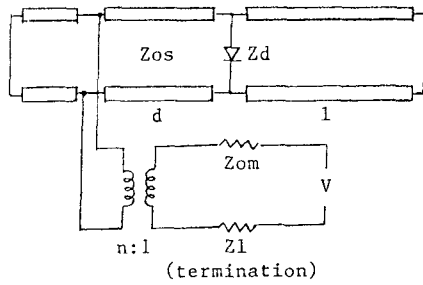 Zos Zd
d l
Zom
V
n:1 Zl
(termination)